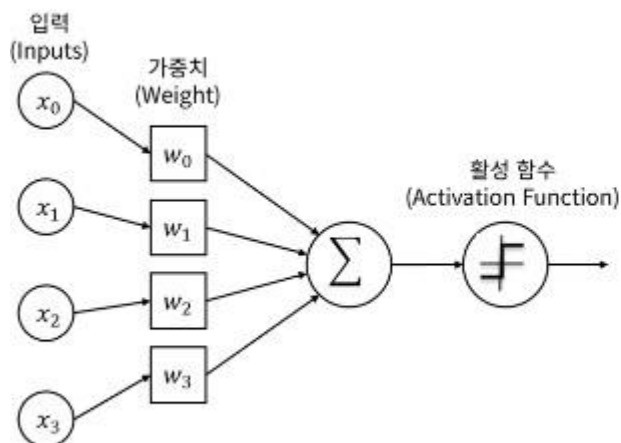 입력
(Inputs)
가중치
(Weight)
활성 함수
(Activation Function)
x₀
w₀
x₁
w₁
∑
x₂
w₂
x₃
w₃